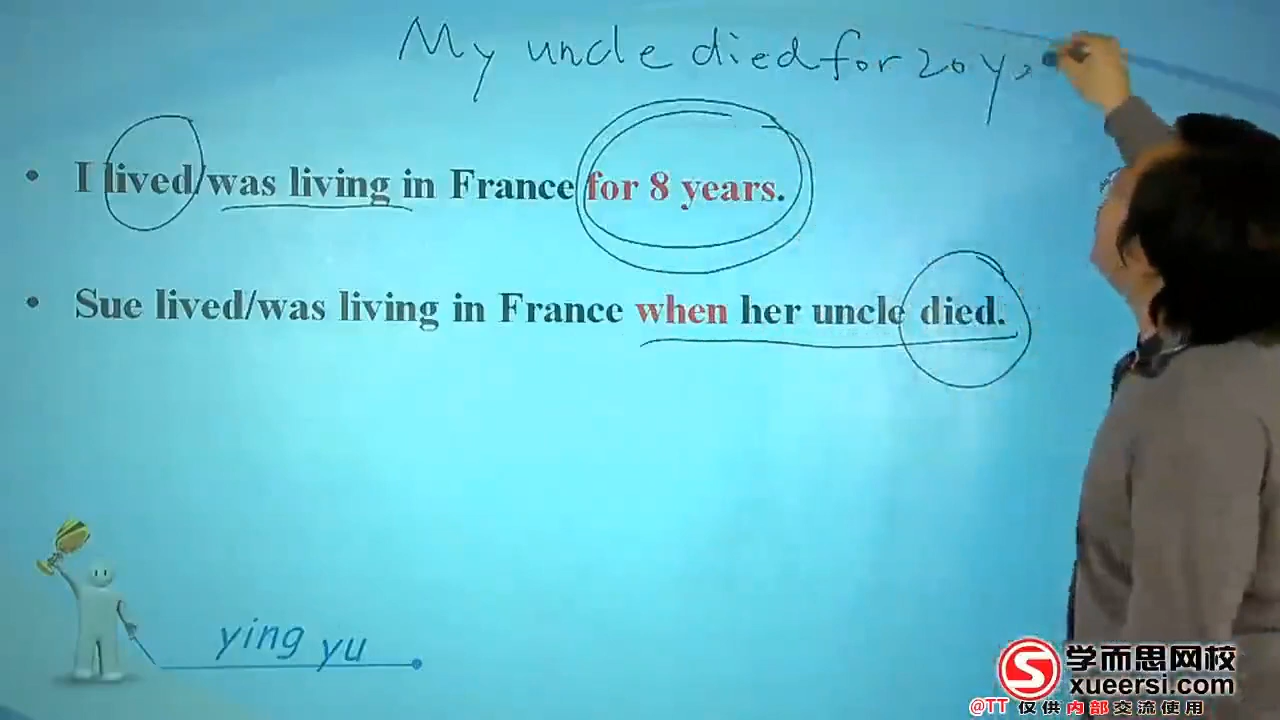 My uncle died for 20 y
• I lived/was living in France for 8 years.
• Sue lived/was living in France when her uncle died.
ying yu
学而思网校
xueersi.com
@TT 仅供内部交流使用